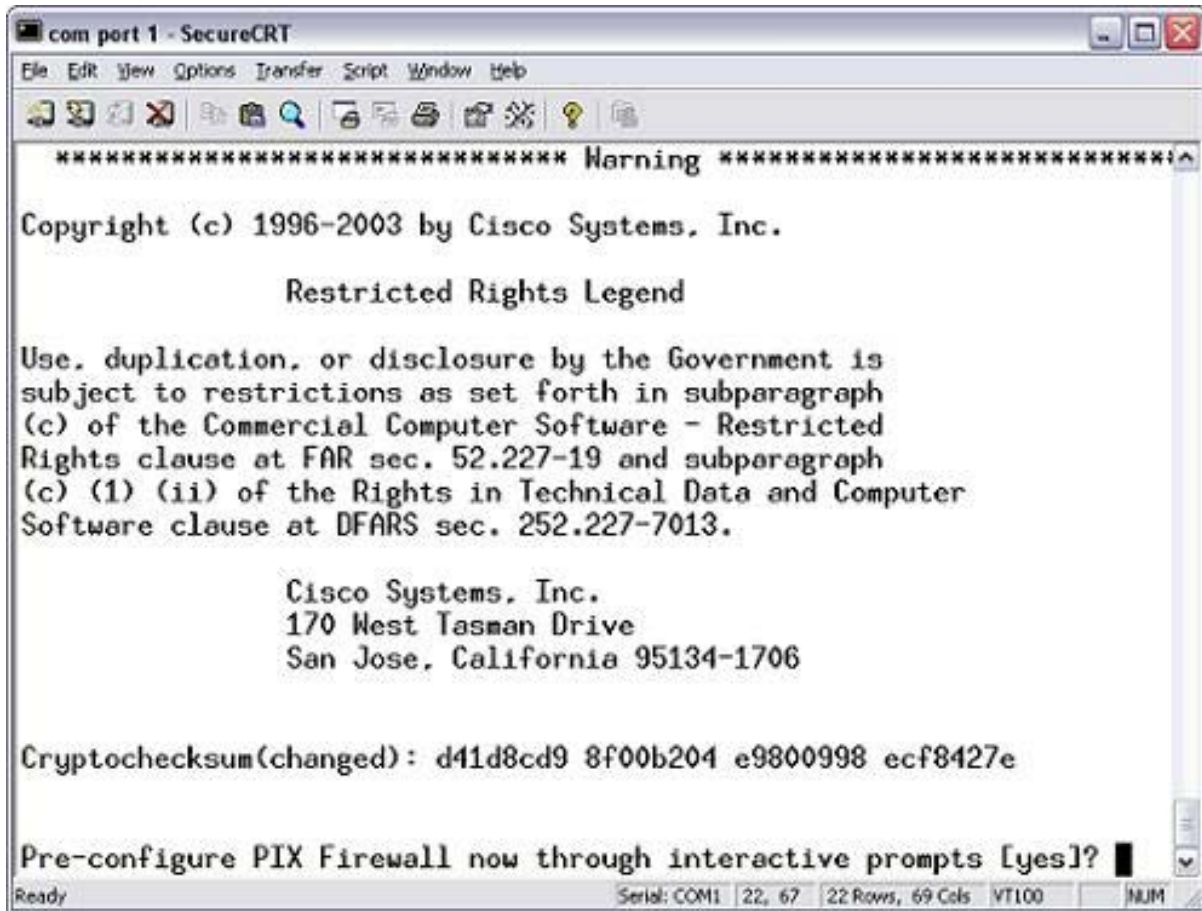 com port 1 - SecureCRT
File Edit View Options Transfer Script Window Help
******************************* Warning ****************************
Copyright (c) 1996-2003 by Cisco Systems, Inc.
Restricted Rights Legend
Use, duplication, or disclosure by the Government is
subject to restrictions as set forth in subparagraph
(c) of the Commercial Computer Software - Restricted
Rights clause at FAR sec. 52.227-19 and subparagraph
(c) (1) (ii) of the Rights in Technical Data and Computer
Software clause at DFARS sec. 252.227-7013.
Cisco Systems, Inc.
170 West Tasman Drive
San Jose, California 95134-1706
Cryptochecksum(changed): d41d8cd9 8f00b204 e9800998 ecf8427e
Pre-configure PIX Firewall now through interactive prompts [yes]?
Ready Serial: COM1 22, 67 22 Rows, 69 Cols VT100 NUM